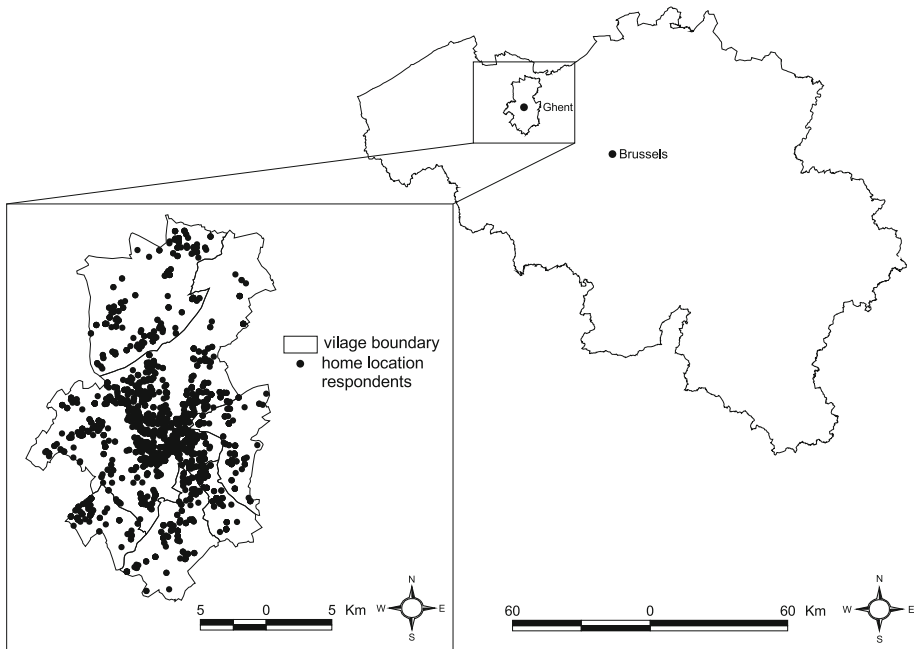 Ghent
Brussels
vilage boundary
home location
respondents
5 0 5 Km
N
W E
S
60 0 60 Km
N
W E
S